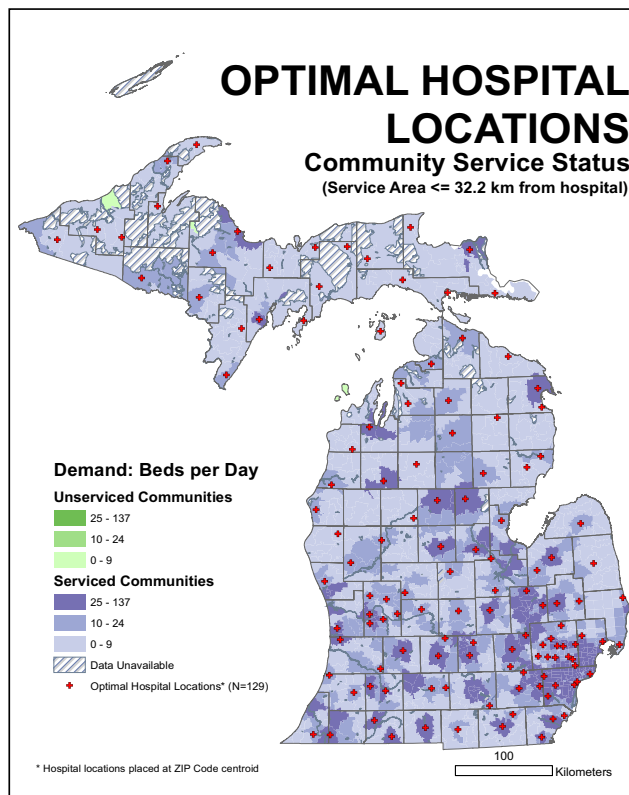 OPTIMAL HOSPITAL
LOCATIONS
Community Service Status
(Service Area <= 32.2 km from hospital)
Demand: Beds per Day
Unserviced Communities
25 - 137
10 - 24
0 - 9
Serviced Communities
25 - 137
10 - 24
0 - 9
Data Unavailable
Optimal Hospital Locations* (N=129)
* Hospital locations placed at ZIP Code centroid
100
Kilometers